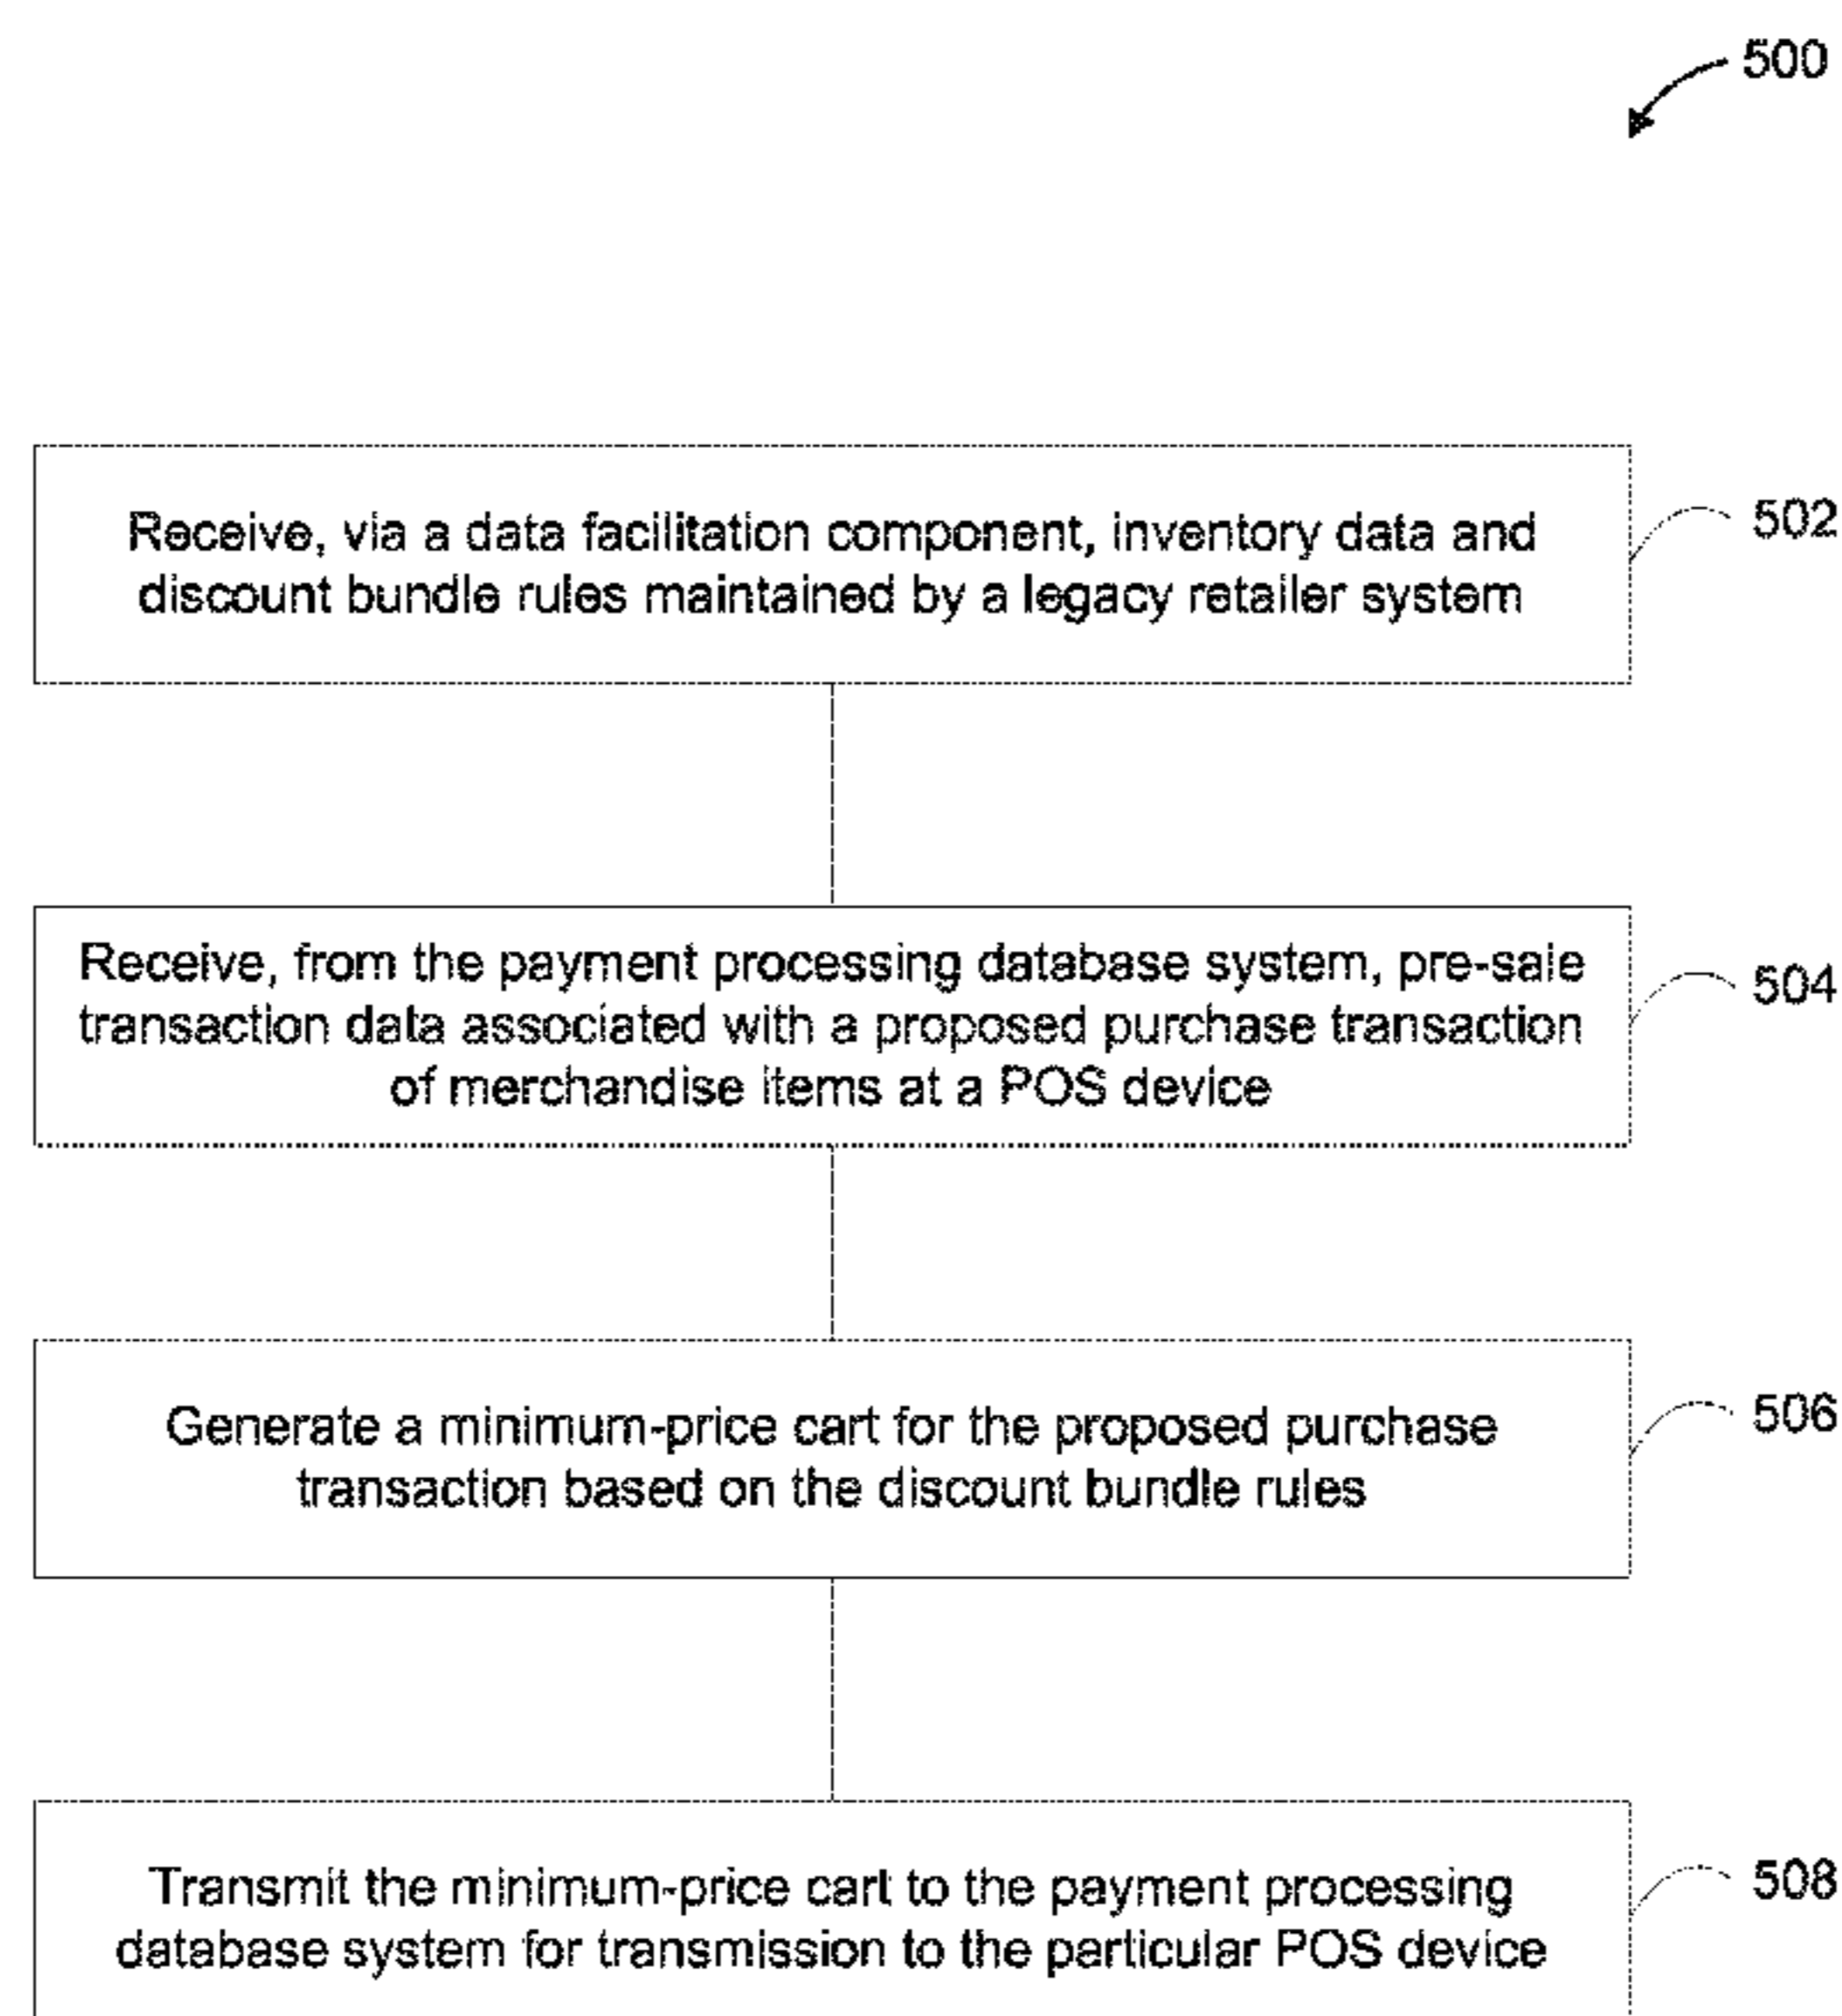 500
Receive, via a data facilitation component, inventory data and
discount bundle rules maintained by a legacy retailer system
502
Receive, from the payment processing database system, pre-sale
transaction data associated with a proposed purchase transaction
of merchandise items at a POS device
504
Generate a minimum-price cart for the proposed purchase
transaction based on the discount bundle rules
506
Transmit the minimum-price cart to the payment processing
database system for transmission to the particular POS device
508